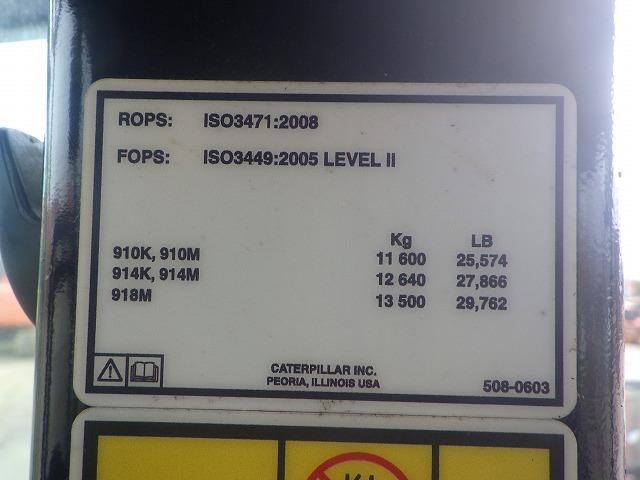 ROPS: ISO3471:2008
FOPS: ISO3449:2005 LEVEL II
Kg LB
910K, 910M 11 600 25,574
914K, 914M 12 640 27,866
918M 13 500 29,762
CATERPILLAR INC.
PEORIA, ILLINOIS USA
508-0603